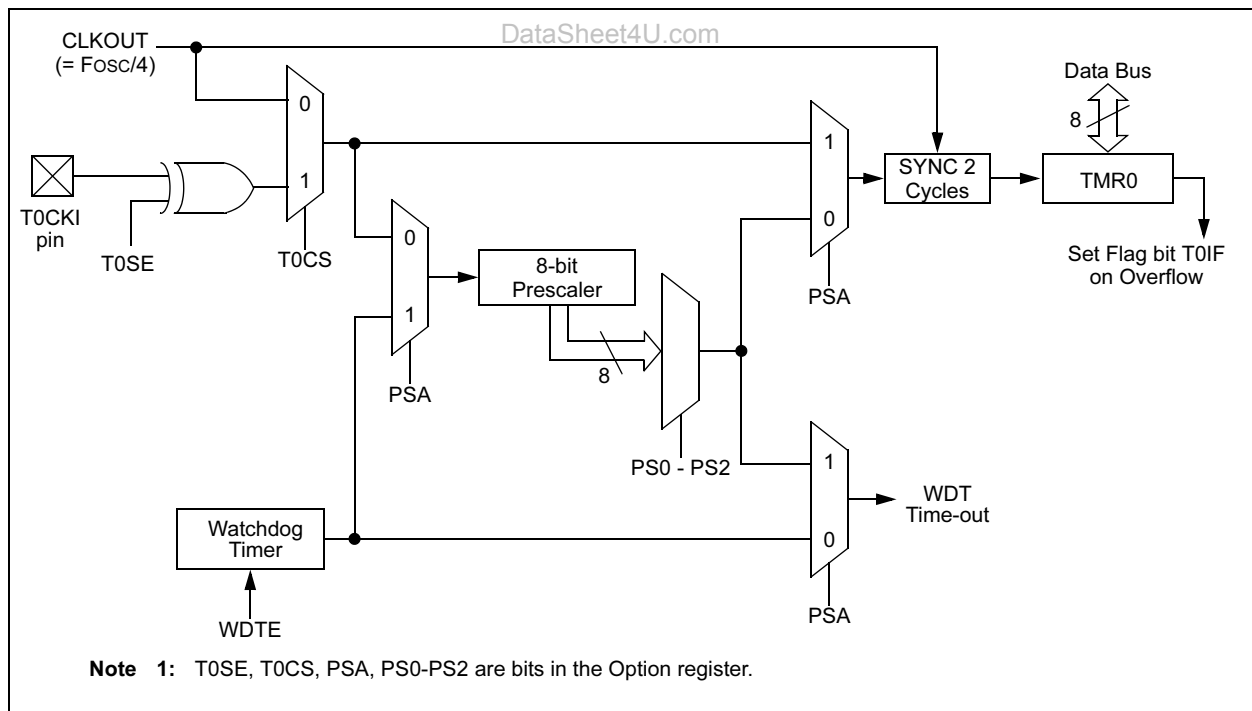 DataSheet4U.com
CLKOUT
(= FOSC/4)
Data Bus
0
8
1
SYNC 2
Cycles
TMR0
1
T0CKI
pin
0
0
T0SE
T0CS
8-bit
Prescaler
PSA
Set Flag bit T0IF
on Overflow
1
8
PSA
PS0 - PS2
1
WDT
Time-out
Watchdog
Timer
0
PSA
WDTE
Note 1: T0SE, T0CS, PSA, PS0-PS2 are bits in the Option register.